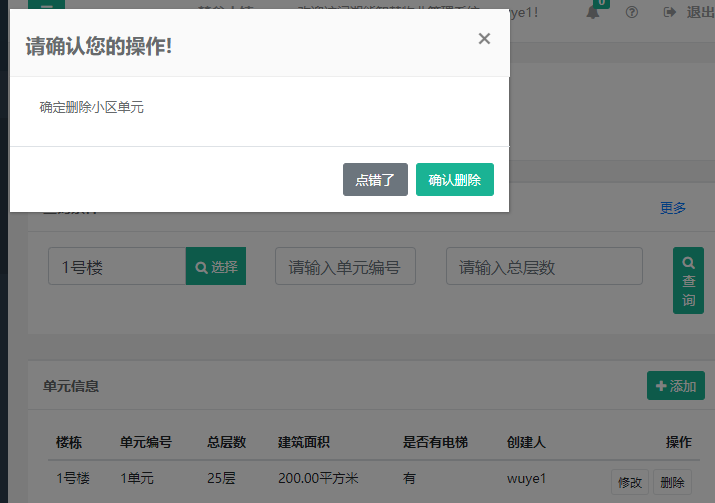 0
退出
请确认您的操作!
×
确定删除小区单元
点错了 确认删除
更多
1号楼 选择 请输入单元编号 请输入总层数 查询
单元信息 添加
楼栋 单元编号 总层数 建筑面积 是否有电梯 创建人 操作
1号楼 1单元 25层 200.00平方米 有 wuye1 修改 删除